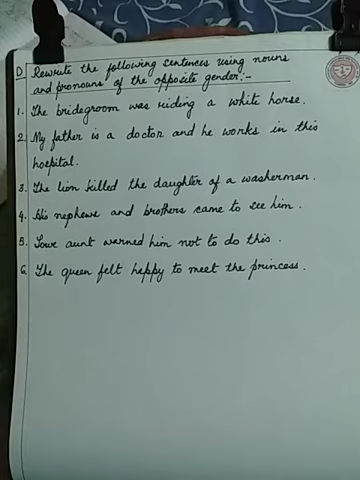 D. Rewrite the following sentences using nouns
and pronouns of the opposite gender:-
1. The bridegroom was riding a white horse.
2. My father is a doctor and he works in this
hospital.
3. The lion killed the daughter of a washerman.
4. His nephews and brothers came to see him.
5. Your aunt warned him not to do this.
6. The queen felt happy to meet the princess.